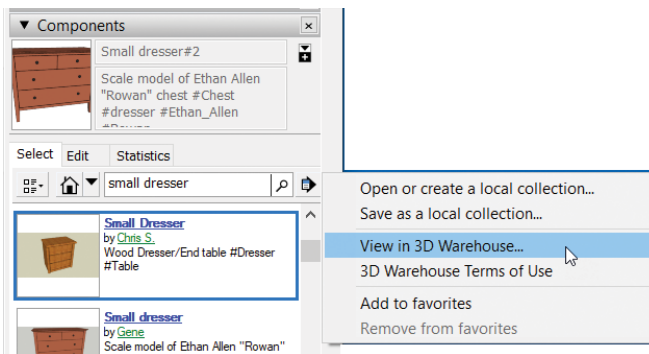 Components
Small dresser#2
Scale model of Ethan Allen
"Rowan" chest #Chest
#dresser #Ethan_Allen
#Rowan
Select Edit Statistics
small dresser
Small Dresser
by Chris S.
Wood Dresser/End table #Dresser
#Table
Small dresser
by Gene
Scale model of Ethan Allen "Rowan"
Open or create a local collection...
Save as a local collection...
View in 3D Warehouse...
3D Warehouse Terms of Use
Add to favorites
Remove from favorites